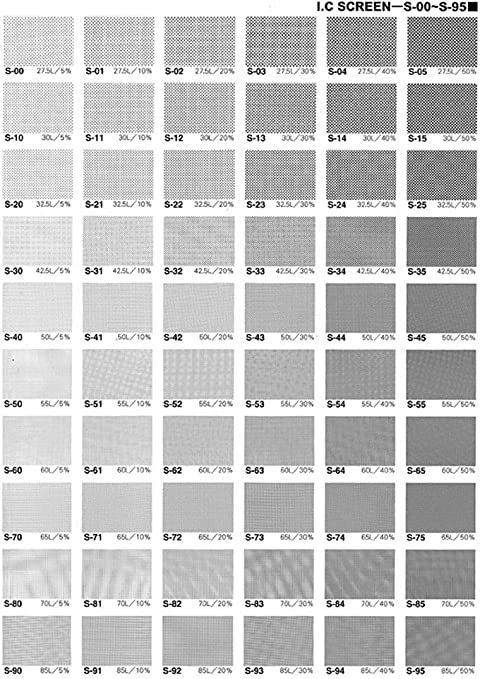 I.C SCREEN—S-00~S-95■
S-00 27.5L/5% S-01 27.5L/10% S-02 27.5L/20% S-03 27.5L/30% S-04 27.5L/40% S-05 27.5L/50%
S-10 30L/5% S-11 30L/10% S-12 30L/20% S-13 30L/30% S-14 30L/40% S-15 30L/50%
S-20 32.5L/5% S-21 32.5L/10% S-22 32.5L/20% S-23 32.5L/30% S-24 32.5L/40% S-25 32.5L/50%
S-30 42.5L/5% S-31 42.5L/10% S-32 42.5L/20% S-33 42.5L/30% S-34 42.5L/40% S-35 42.5L/50%
S-40 50L/5% S-41 .50L/10% S-42 50L/20% S-43 50L/30% S-44 50L/40% S-45 50L/50%
S-50 55L/5% S-51 55L/10% S-52 55L/20% S-53 55L/30% S-54 55L/40% S-55 55L/50%
S-60 60L/5% S-61 60L/10% S-62 60L/20% S-63 60L/30% S-64 60L/40% S-65 60L/50%
S-70 65L/5% S-71 65L/10% S-72 65L/20% S-73 65L/30% S-74 65L/40% S-75 65L/50%
S-80 70L/5% S-81 70L/10% S-82 70L/20% S-83 70L/30% S-84 70L/40% S-85 70L/50%
S-90 85L/5% S-91 85L/10% S-92 85L/20% S-93 85L/30% S-94 85L/40% S-95 85L/50%